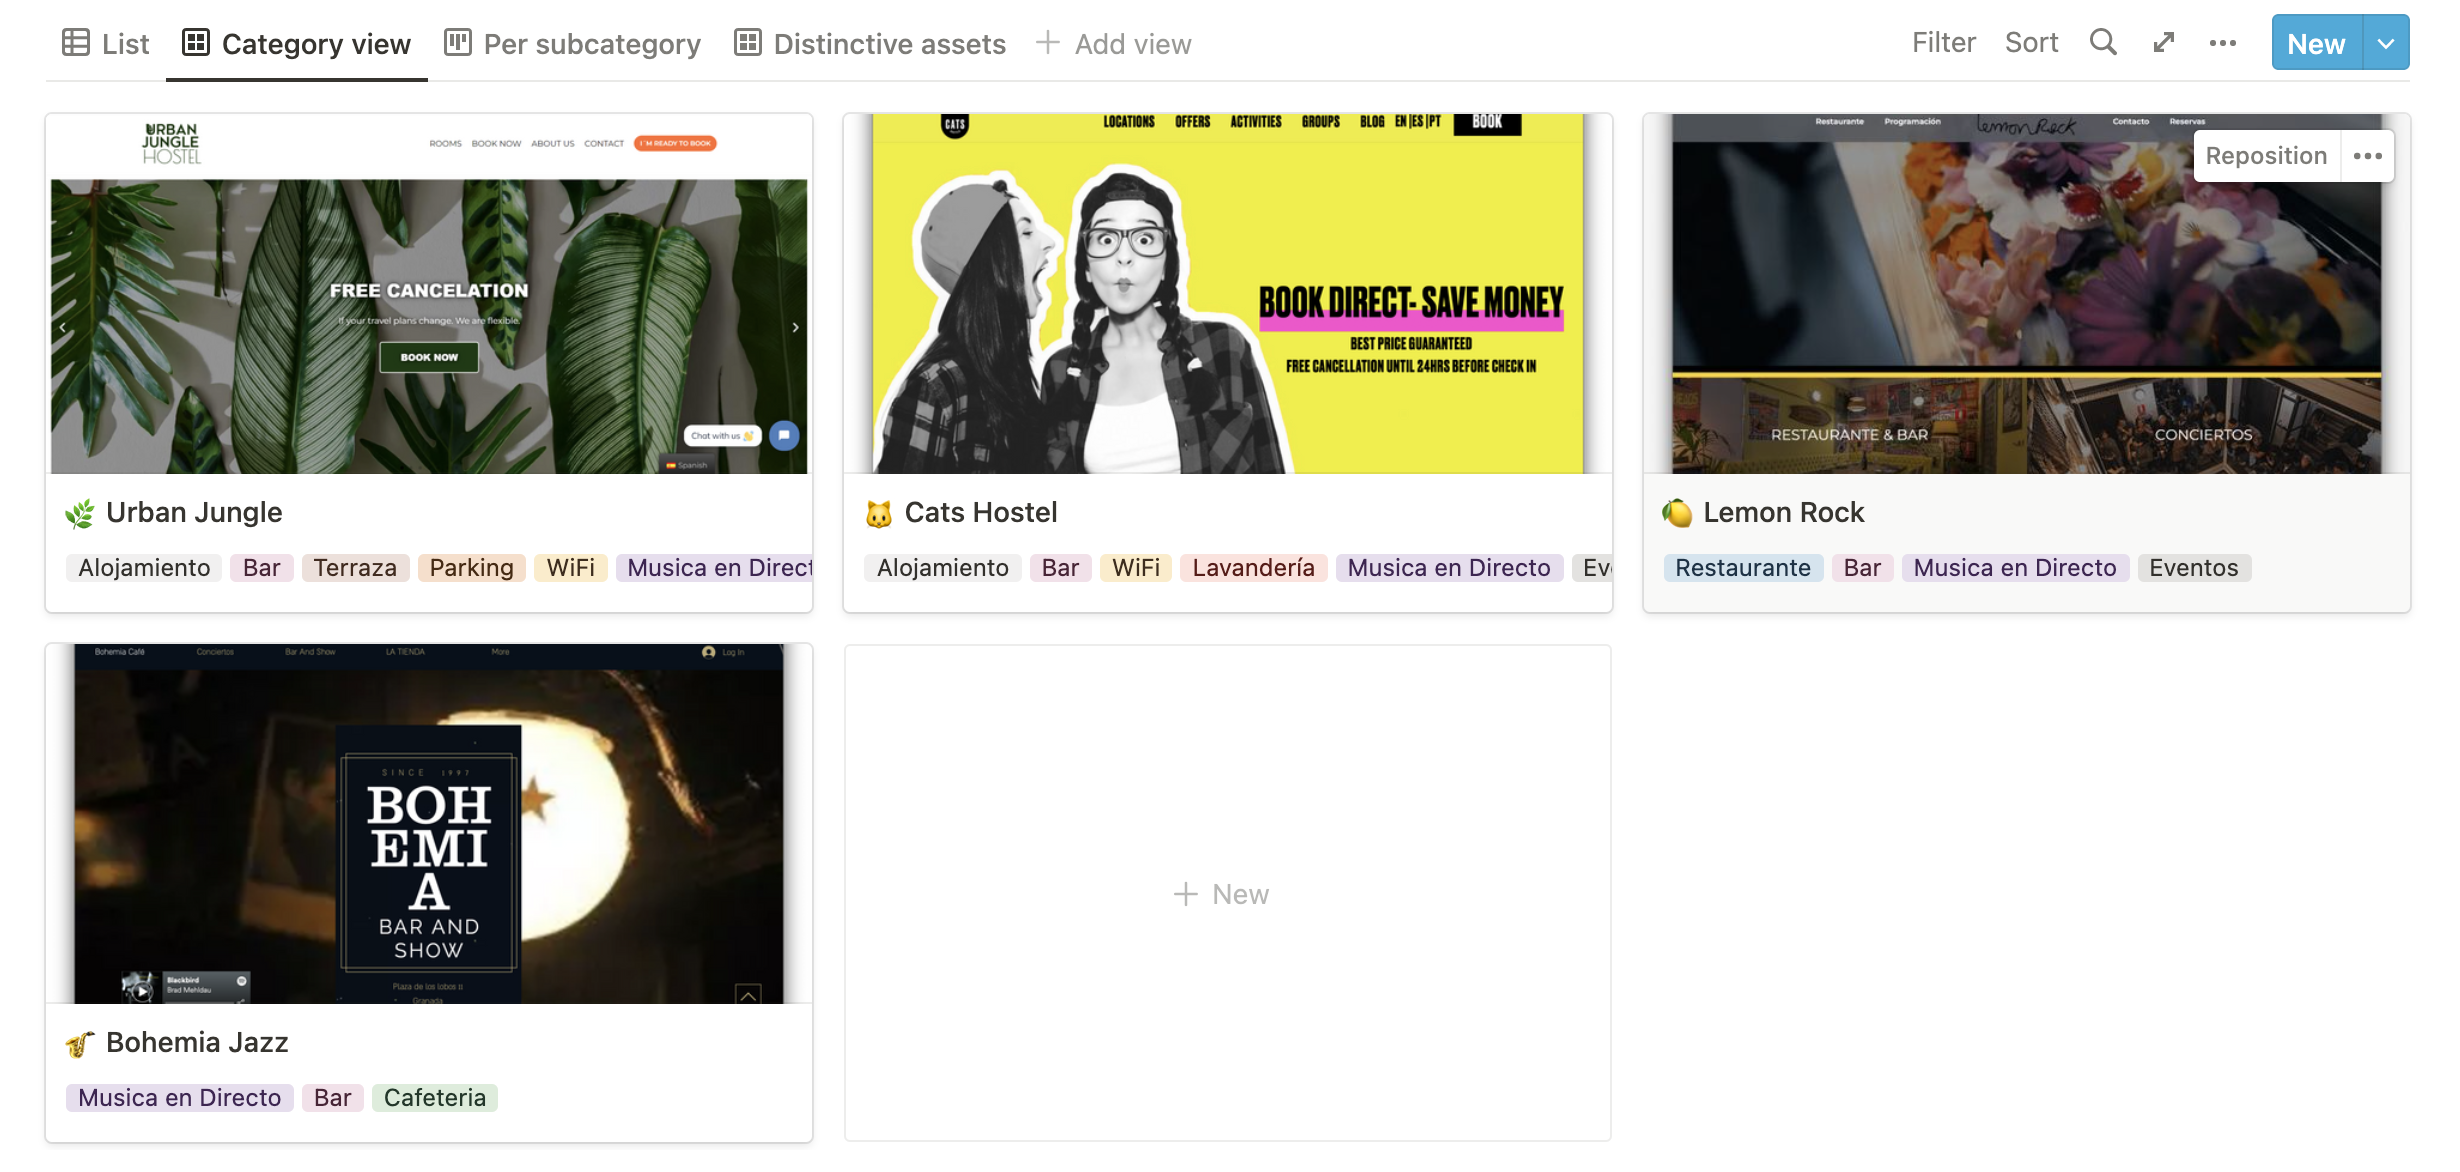 List
Category view
Per subcategory
Distinctive assets
Add view
Filter
Sort
New
URBAN
JUNGLE
HOSTEL
ROOMS
BOOK NOW
ABOUT US
CONTACT
I'M READY TO BOOK
FREE CANCELATION
If your travel plans change. We are flexible.
BOOK NOW
Chat with us
Spanish
Urban Jungle
Alojamiento
Bar
Terraza
Parking
WiFi
Musica en Direct
CATS
LOCATIONS
OFFERS
ACTIVITIES
GROUPS
BLOG
EN |ES |PT
BOOK
BOOK DIRECT- SAVE MONEY
BEST PRICE GUARANTEED
FREE CANCELLATION UNTIL 24HRS BEFORE CHECK IN
Cats Hostel
Alojamiento
Bar
WiFi
Lavandería
Musica en Directo
Ev
Restaurante
Programación
LemonRock
Contacto
Reservas
Reposition
RESTAURANTE & BAR
CONCIERTOS
Lemon Rock
Restaurante
Bar
Musica en Directo
Eventos
Bohemia Café
Conciertos
Bar And Show
LA TIENDA
More
Log In
SINCE 1997
BOH
EMI
A
BAR AND
SHOW
Plaza de los lobos 11
Granada
Blackbird
Brad Mehldau
Bohemia Jazz
Musica en Directo
Bar
Cafeteria
New